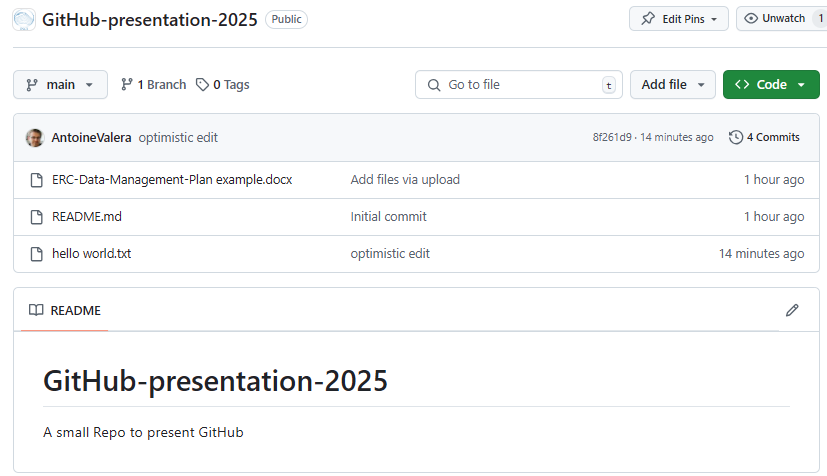 GitHub-presentation-2025 Public Edit Pins Unwatch 1
main 1 Branch 0 Tags Go to file t Add file Code
AntoineValera optimistic edit 8f261d9 · 14 minutes ago 4 Commits
ERC-Data-Management-Plan example.docx Add files via upload 1 hour ago
README.md Initial commit 1 hour ago
hello world.txt optimistic edit 14 minutes ago
README
GitHub-presentation-2025
A small Repo to present GitHub